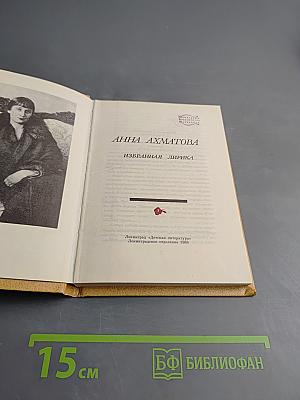 АННА АХМАТОВА
ИЗБРАННАЯ ЛИРИКА
Ленинград «Детская литература»
Ленинградское отделение 1989
15 см
БФ БИБЛИОФАН